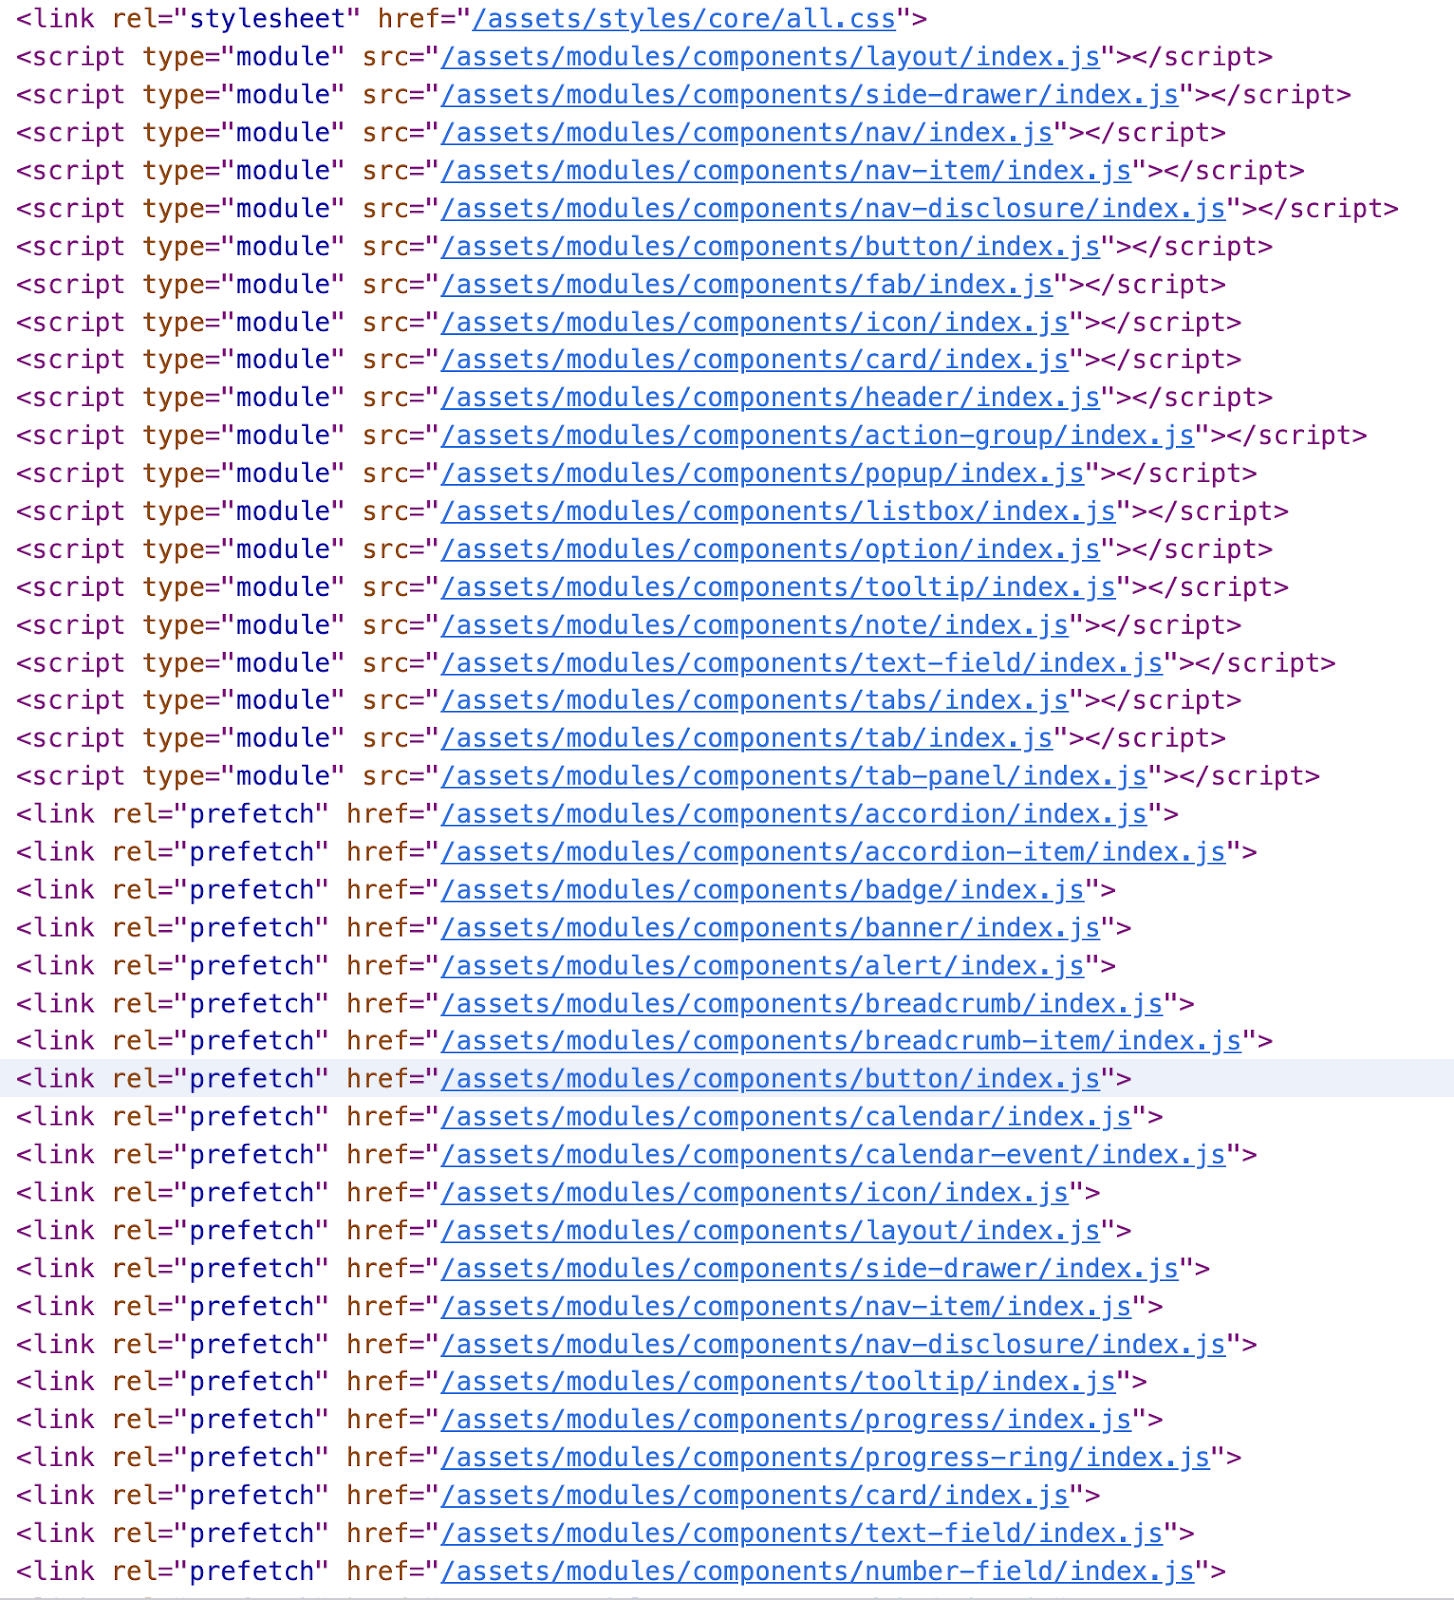 <link rel="stylesheet" href="/assets/styles/core/all.css">
<script type="module" src="/assets/modules/components/layout/index.js"></script>
<script type="module" src="/assets/modules/components/side-drawer/index.js"></script>
<script type="module" src="/assets/modules/components/nav/index.js"></script>
<script type="module" src="/assets/modules/components/nav-item/index.js"></script>
<script type="module" src="/assets/modules/components/nav-disclosure/index.js"></script>
<script type="module" src="/assets/modules/components/button/index.js"></script>
<script type="module" src="/assets/modules/components/fab/index.js"></script>
<script type="module" src="/assets/modules/components/icon/index.js"></script>
<script type="module" src="/assets/modules/components/card/index.js"></script>
<script type="module" src="/assets/modules/components/header/index.js"></script>
<script type="module" src="/assets/modules/components/action-group/index.js"></script>
<script type="module" src="/assets/modules/components/popup/index.js"></script>
<script type="module" src="/assets/modules/components/listbox/index.js"></script>
<script type="module" src="/assets/modules/components/option/index.js"></script>
<script type="module" src="/assets/modules/components/tooltip/index.js"></script>
<script type="module" src="/assets/modules/components/note/index.js"></script>
<script type="module" src="/assets/modules/components/text-field/index.js"></script>
<script type="module" src="/assets/modules/components/tabs/index.js"></script>
<script type="module" src="/assets/modules/components/tab/index.js"></script>
<script type="module" src="/assets/modules/components/tab-panel/index.js"></script>
<link rel="prefetch" href="/assets/modules/components/accordion/index.js">
<link rel="prefetch" href="/assets/modules/components/accordion-item/index.js">
<link rel="prefetch" href="/assets/modules/components/badge/index.js">
<link rel="prefetch" href="/assets/modules/components/banner/index.js">
<link rel="prefetch" href="/assets/modules/components/alert/index.js">
<link rel="prefetch" href="/assets/modules/components/breadcrumb/index.js">
<link rel="prefetch" href="/assets/modules/components/breadcrumb-item/index.js">
<link rel="prefetch" href="/assets/modules/components/button/index.js">
<link rel="prefetch" href="/assets/modules/components/calendar/index.js">
<link rel="prefetch" href="/assets/modules/components/calendar-event/index.js">
<link rel="prefetch" href="/assets/modules/components/icon/index.js">
<link rel="prefetch" href="/assets/modules/components/layout/index.js">
<link rel="prefetch" href="/assets/modules/components/side-drawer/index.js">
<link rel="prefetch" href="/assets/modules/components/nav-item/index.js">
<link rel="prefetch" href="/assets/modules/components/nav-disclosure/index.js">
<link rel="prefetch" href="/assets/modules/components/tooltip/index.js">
<link rel="prefetch" href="/assets/modules/components/progress/index.js">
<link rel="prefetch" href="/assets/modules/components/progress-ring/index.js">
<link rel="prefetch" href="/assets/modules/components/card/index.js">
<link rel="prefetch" href="/assets/modules/components/text-field/index.js">
<link rel="prefetch" href="/assets/modules/components/number-field/index.js">